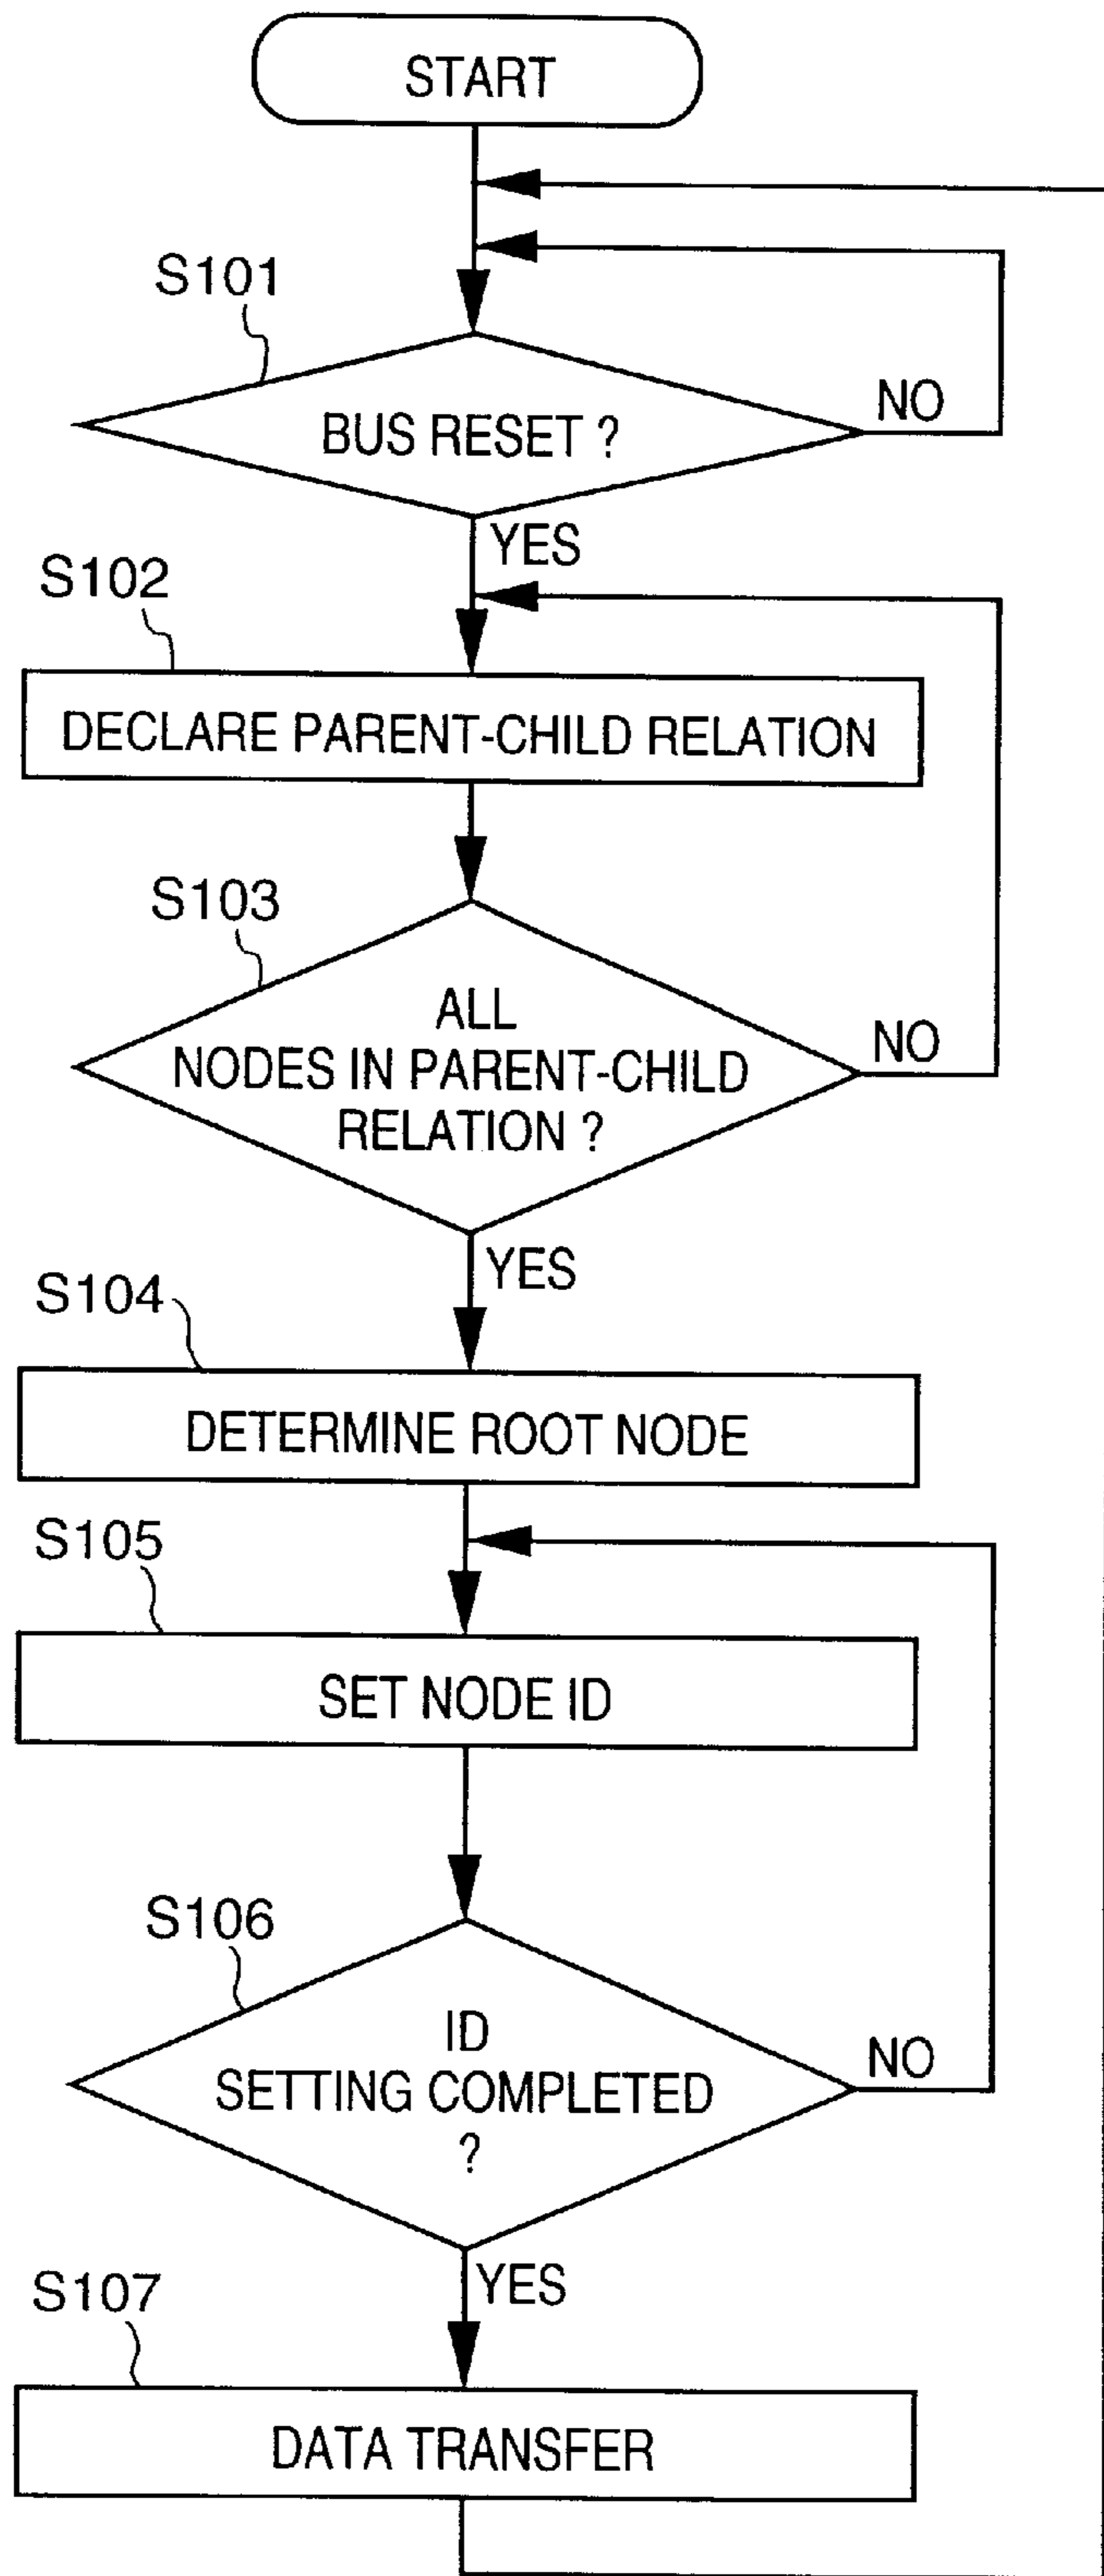 START
S101
BUS RESET ?
NO
YES
S102
DECLARE PARENT-CHILD RELATION
S103
ALL
NODES IN PARENT-CHILD
RELATION ?
NO
YES
S104
DETERMINE ROOT NODE
S105
SET NODE ID
S106
ID
SETTING COMPLETED
?
NO
YES
S107
DATA TRANSFER